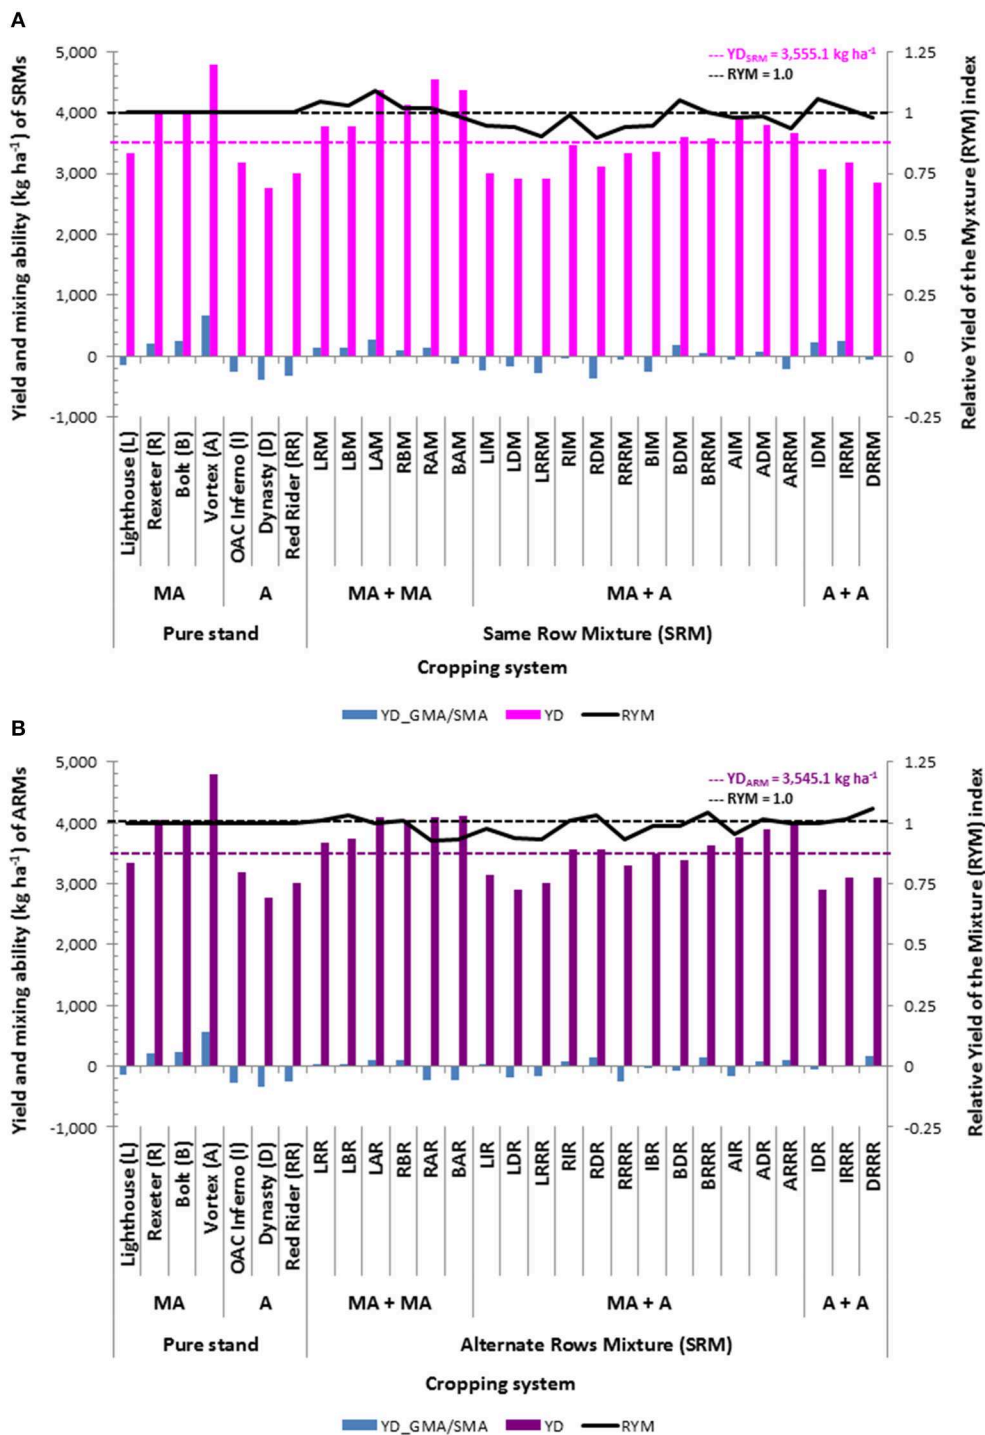 A
Yield and mixing ability (kg ha⁻¹) of SRMs
5,000
4,000
3,000
2,000
1,000
0
-1,000
--- YD_SRM = 3,555.1 kg ha⁻¹
--- RYM = 1.0
1.25
1
0.75
0.5
0.25
0
-0.25
Relative Yield of the Myxture (RYM) index
Lighthouse (L)
Rexeter (R)
Bolt (B)
Vortex (A)
OAC Inferno (I)
Dynasty (D)
Red Rider (RR)
LRM
LBM
LAM
RBM
RAM
BAM
LIM
LDM
LRRM
RIM
RDM
RRRM
BIM
BDM
BRRM
AIM
ADM
ARRM
IDM
IRRM
DRRM
MA
A
MA + MA
MA + A
A + A
Pure stand
Same Row Mixture (SRM)
Cropping system
YD_GMA/SMA
YD
RYM
B
Yield and mixing ability (kg ha⁻¹) of ARMs
5,000
4,000
3,000
2,000
1,000
0
-1,000
--- YD_ARM = 3,545.1 kg ha⁻¹
--- RYM = 1.0
1.25
1
0.75
0.5
0.25
0
-0.25
Relative Yield of the Mixture (RYM) index
Lighthouse (L)
Rexeter (R)
Bolt (B)
Vortex (A)
OAC Inferno (I)
Dynasty (D)
Red Rider (RR)
LRR
LBR
LAR
RBR
RAR
BAR
LIR
LDR
LRRR
RIR
RDR
RRRR
IBR
BDR
BRRR
AIR
ADR
ARRR
IDR
IRRR
DRRR
MA
A
MA + MA
MA + A
A + A
Pure stand
Alternate Rows Mixture (SRM)
Cropping system
YD_GMA/SMA
YD
RYM